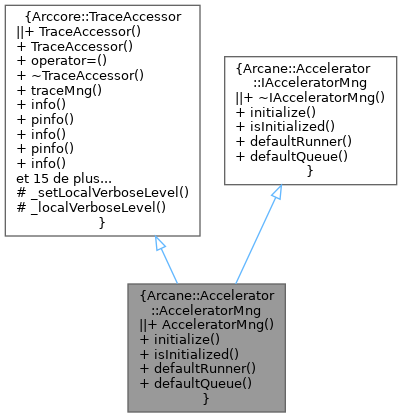 {Arccore::TraceAccessor
||+ TraceAccessor()
+ TraceAccessor()
+ operator=()
+ ~TraceAccessor()
+ traceMng()
+ info()
+ pinfo()
+ info()
+ pinfo()
+ info()
et 15 de plus...
# _setLocalVerboseLevel()
# _localVerboseLevel()
}
{Arcane::Accelerator
::IAcceleratorMng
||+ ~IAcceleratorMng()
+ initialize()
+ isInitialized()
+ defaultRunner()
+ defaultQueue()
}
{Arcane::Accelerator
::AcceleratorMng
||+ AcceleratorMng()
+ initialize()
+ isInitialized()
+ defaultRunner()
+ defaultQueue()
}